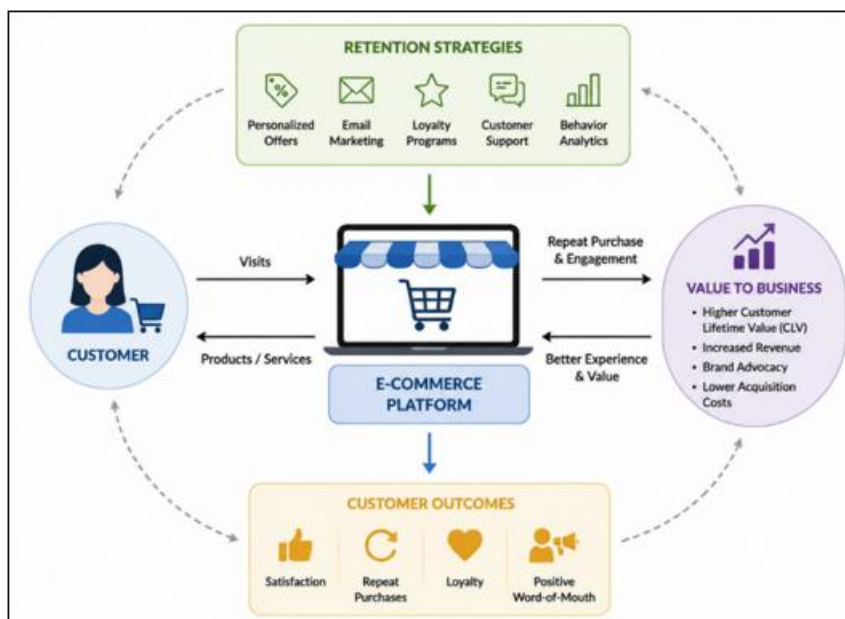 RETENTION STRATEGIES
%
Personalized
Offers
Email
Marketing
Loyalty
Programs
Customer
Support
Behavior
Analytics
CUSTOMER
Visits
Products / Services
E-COMMERCE
PLATFORM
Repeat Purchase
& Engagement
Better Experience
& Value
VALUE TO BUSINESS
• Higher Customer
Lifetime Value (CLV)
• Increased Revenue
• Brand Advocacy
• Lower Acquisition
Costs
CUSTOMER OUTCOMES
Satisfaction
Repeat
Purchases
Loyalty
Positive
Word-of-Mouth